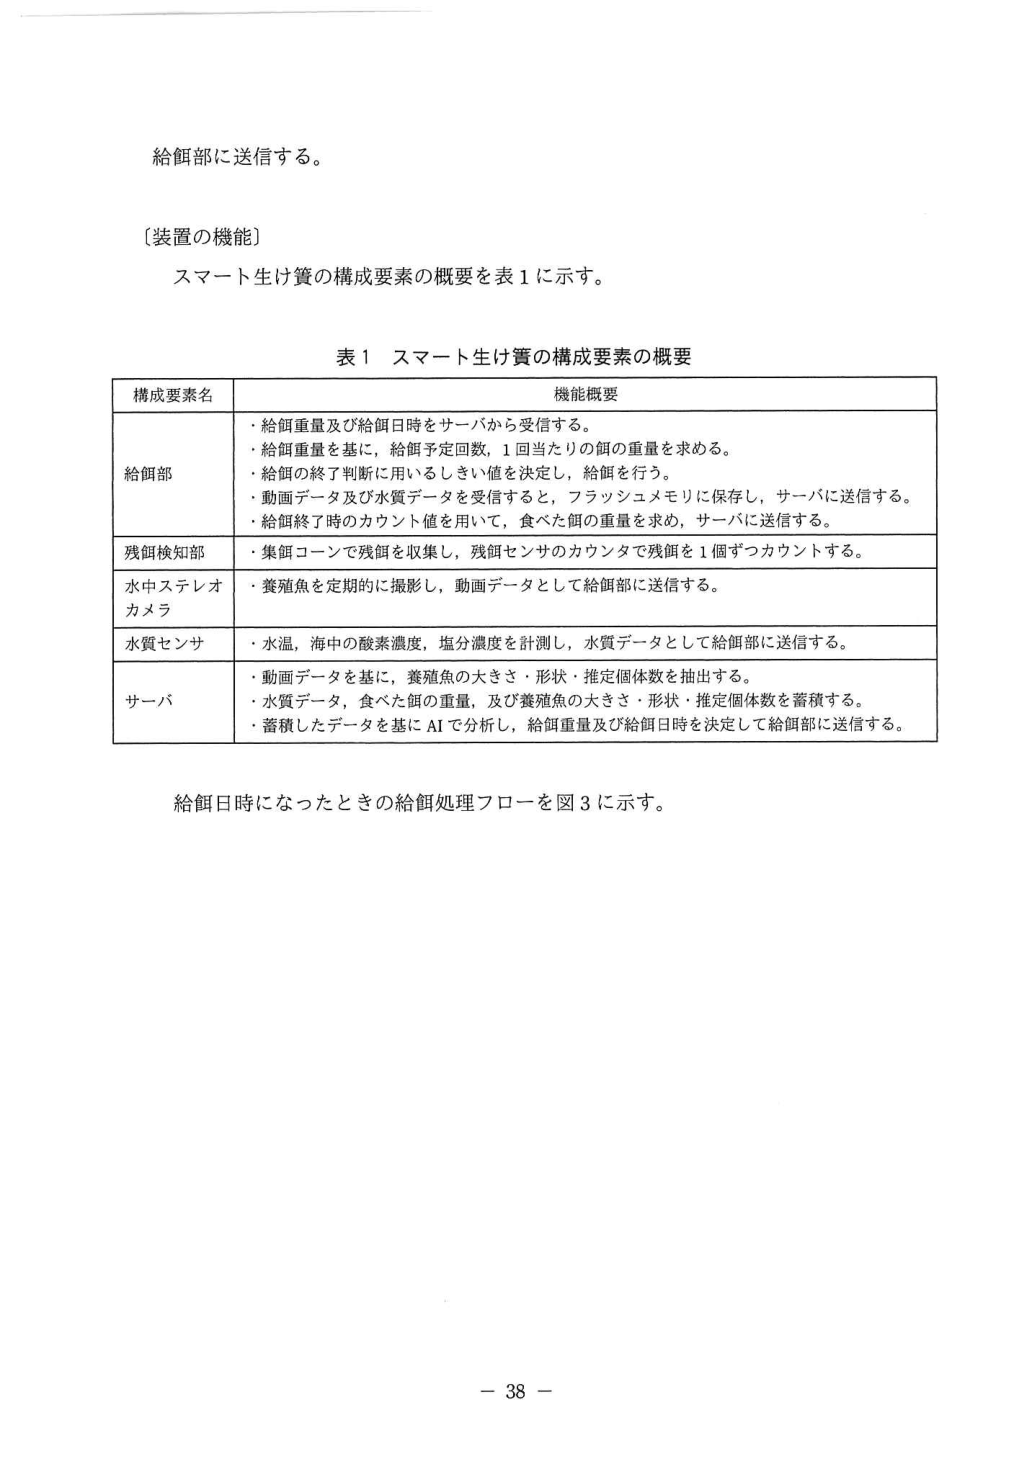 給餌部に送信する。
〔装置の機能〕
スマート生け簀の構成要素の概要を表1に示す。
表1 スマート生け簀の構成要素の概要
構成要素名 機能概要
給餌部
・給餌重量及び給餌日時をサーバから受信する。
・給餌重量を基に，給餌予定回数，1回当たりの餌の重量を求める。
・給餌の終了判断に用いるしきい値を決定し，給餌を行う。
・動画データ及び水質データを受信すると，フラッシュメモリに保存し，サーバに送信する。
・給餌終了時のカウント値を用いて，食べた餌の重量を求め，サーバに送信する。
残餌検知部 ・集餌コーンで残餌を収集し，残餌センサのカウンタで残餌を1個ずつカウントする。
水中ステレオ ・養殖魚を定期的に撮影し，動画データとして給餌部に送信する。
カメラ
水質センサ ・水温，海中の酸素濃度，塩分濃度を計測し，水質データとして給餌部に送信する。
サーバ
・動画データを基に，養殖魚の大きさ・形状・推定個体数を抽出する。
・水質データ，食べた餌の重量，及び養殖魚の大きさ・形状・推定個体数を蓄積する。
・蓄積したデータを基にAIで分析し，給餌重量及び給餌日時を決定して給餌部に送信する。
給餌日時になったときの給餌処理フローを図3に示す。
－ 38 －